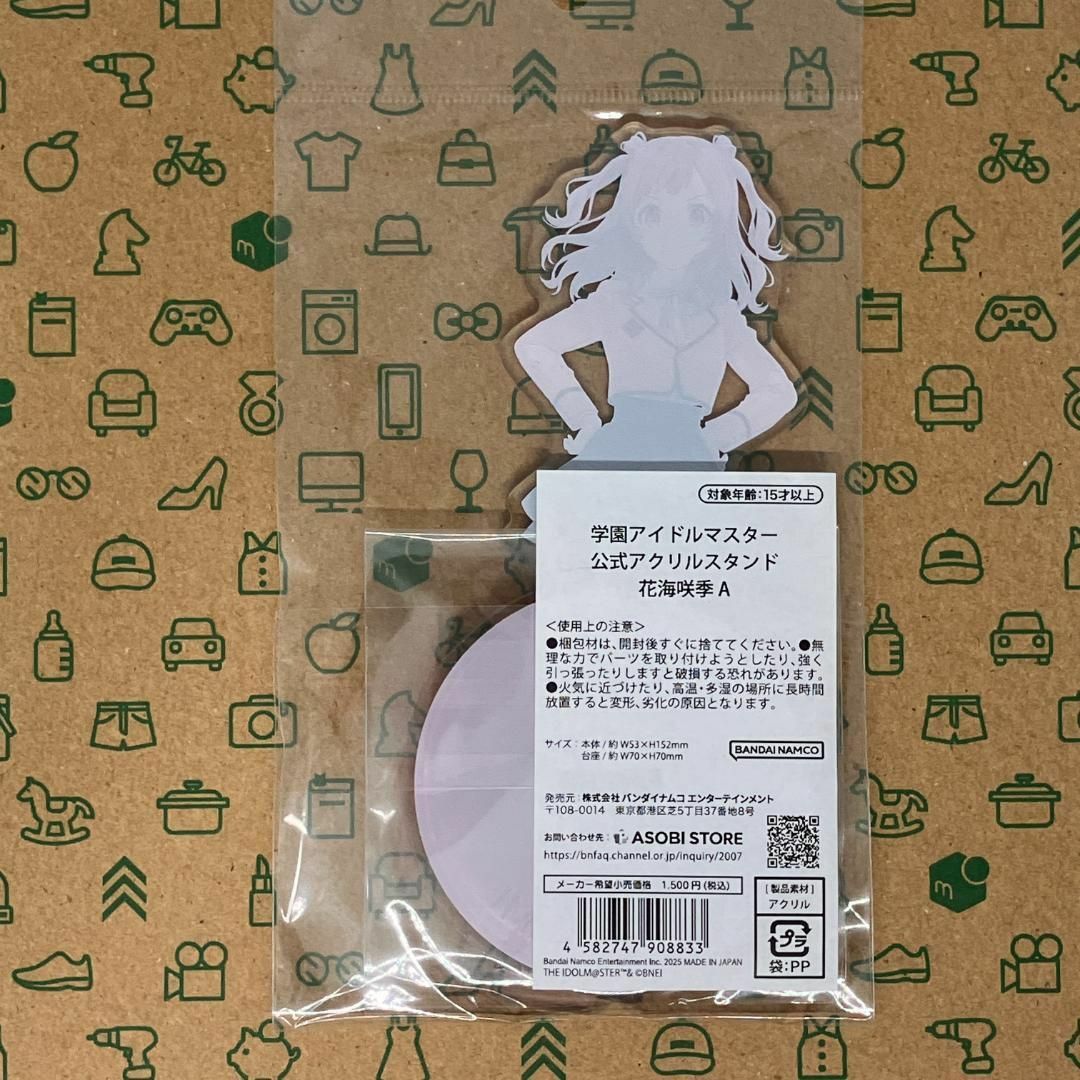 対象年齢:15才以上
学園アイドルマスター
公式アクリルスタンド
花海咲季 A
＜使用上の注意＞
●梱包材は、開封後すぐに捨ててください。●無
理な力でパーツを取り付けようとしたり、強く
引っ張ったりしますと破損する恐れがあります。
●火気に近づけたり、高温・多湿の場所に長時間
放置すると変形、劣化の原因となります。
サイズ：本体 / 約 W53×H152mm
台座 / 約 W70×H70mm
BANDAI NAMCO
発売元：株式会社 バンダイナムコ エンターテインメント
〒108-0014 東京都港区芝5丁目37番地8号
お問い合わせ先： ASOBI STORE
https://bnfaq.channel.or.jp/inquiry/2007
メーカー希望小売価格 1,500円(税込)
[製品素材]
アクリル
プラ
袋:PP
4 582747 908833
Bandai Namco Entertainment Inc. 2025 MADE IN JAPAN
THE IDOLM@STER™& ©BNEI
m
m
m